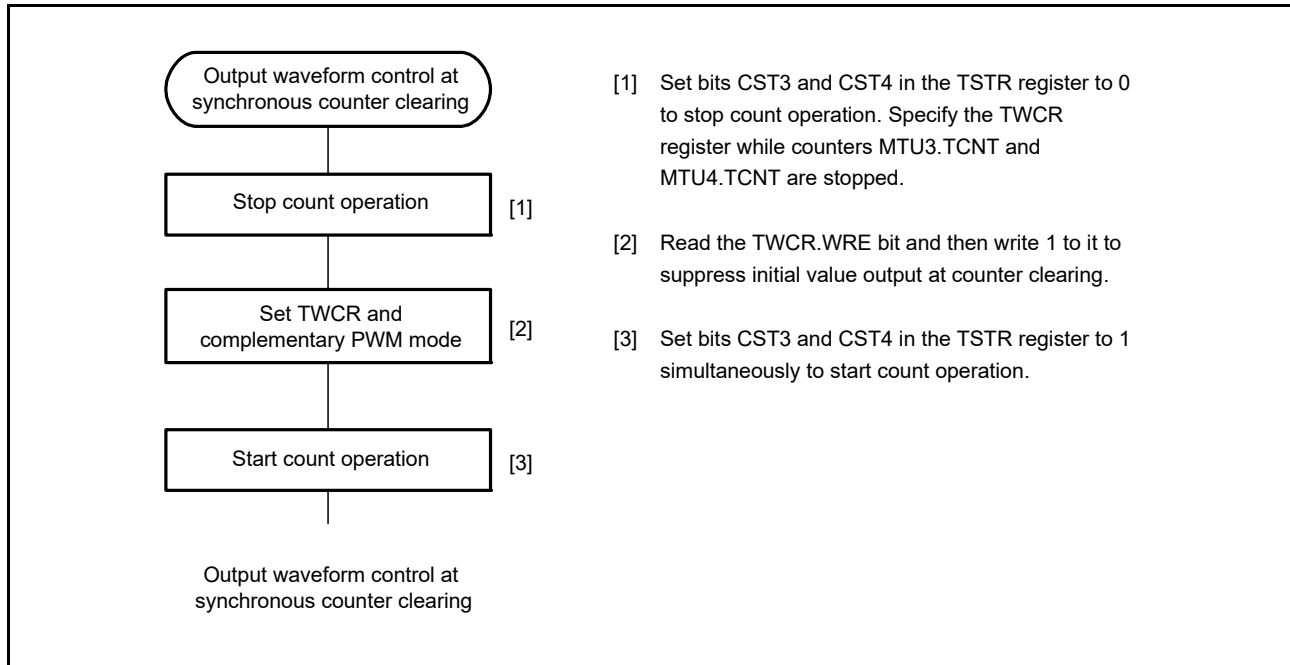 Output waveform control at
synchronous counter clearing
Stop count operation
[1]
Set TWCR and
complementary PWM mode
[2]
Start count operation
[3]
Output waveform control at
synchronous counter clearing
[1] Set bits CST3 and CST4 in the TSTR register to 0
to stop count operation. Specify the TWCR
register while counters MTU3.TCNT and
MTU4.TCNT are stopped.
[2] Read the TWCR.WRE bit and then write 1 to it to
suppress initial value output at counter clearing.
[3] Set bits CST3 and CST4 in the TSTR register to 1
simultaneously to start count operation.